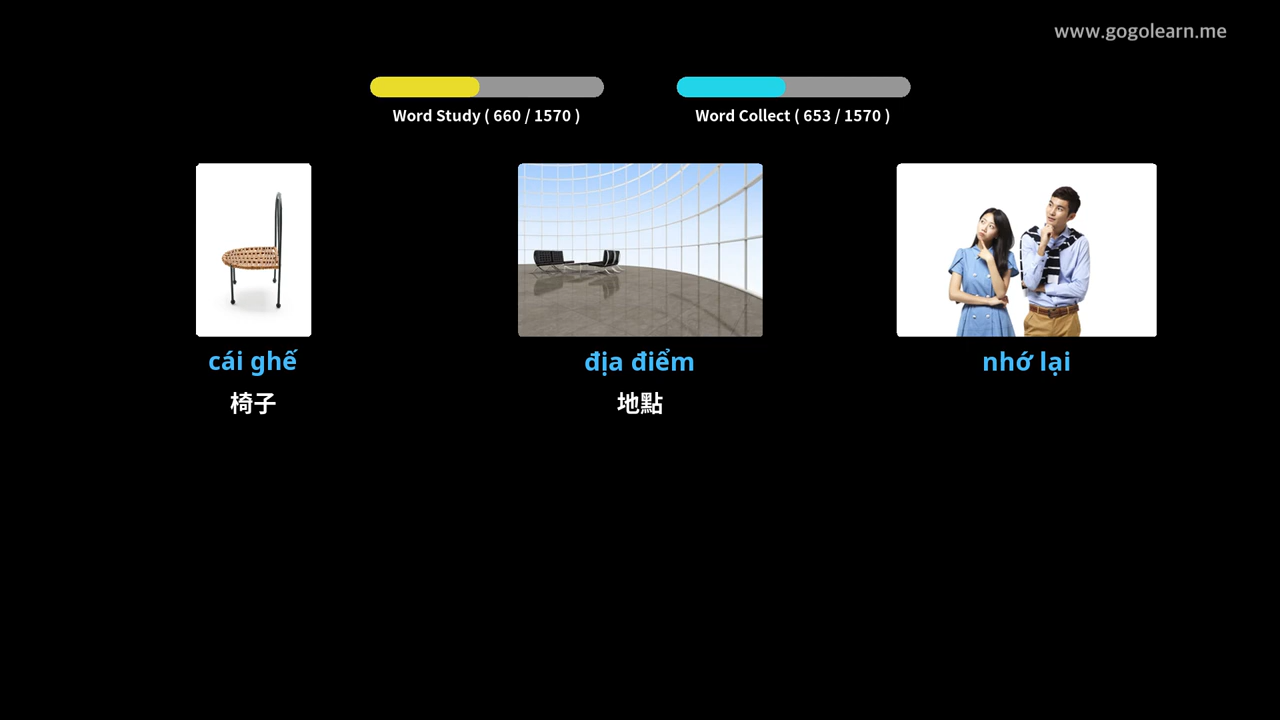 www.gogolearn.me
Word Study ( 660 / 1570 )
Word Collect ( 653 / 1570 )
cái ghế
địa điểm
nhớ lại
椅子
地點